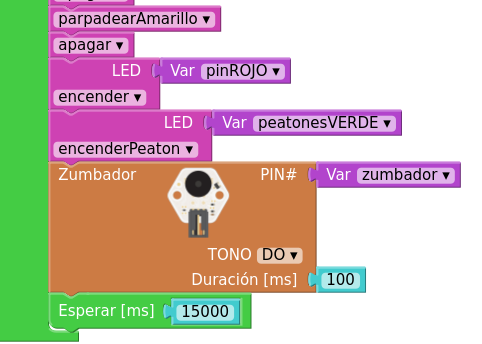 parpadearAmarillo ▾
apagar ▾
LED Var pinROJO ▾
encender ▾
LED Var peatonesVERDE ▾
encenderPeaton ▾
Zumbador PIN# Var zumbador ▾
TONO DO ▾
Duración [ms] 100
Esperar [ms] 15000